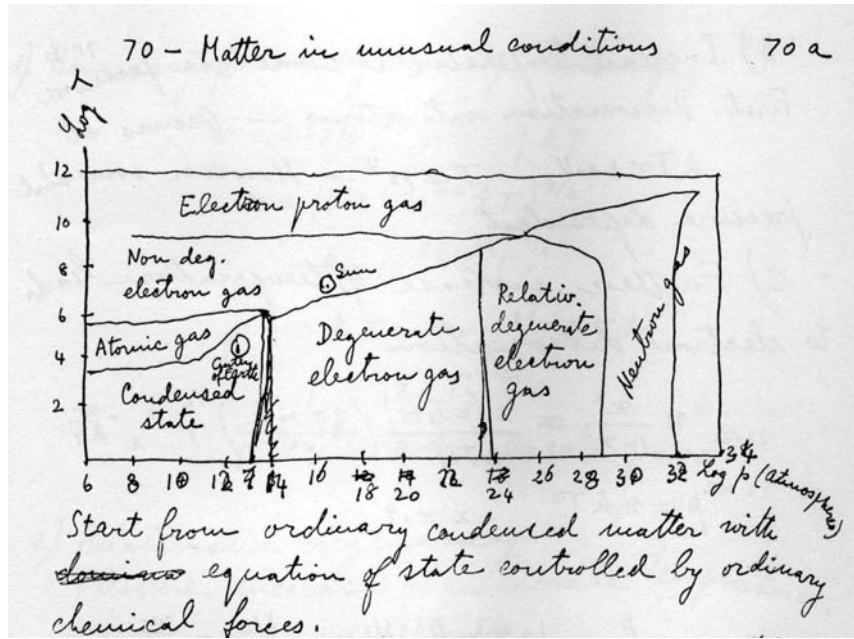 70 - Matter in unusual conditions 70 a
Log T
12
Electron proton gas
10
Non deg.
electron gas
8
Sun
Relativ.
degenerate
electron
gas
Neutron gas
6
Degenerate
electron gas
Atomic gas
4
Center
of earth
Condensed
state
2
6 8 10 12 14 16 18 20 22 24 26 28 30 32 34 Log p (atmospheres)
Start from ordinary condensed matter with
equation of state controlled by ordinary
chemical forces.